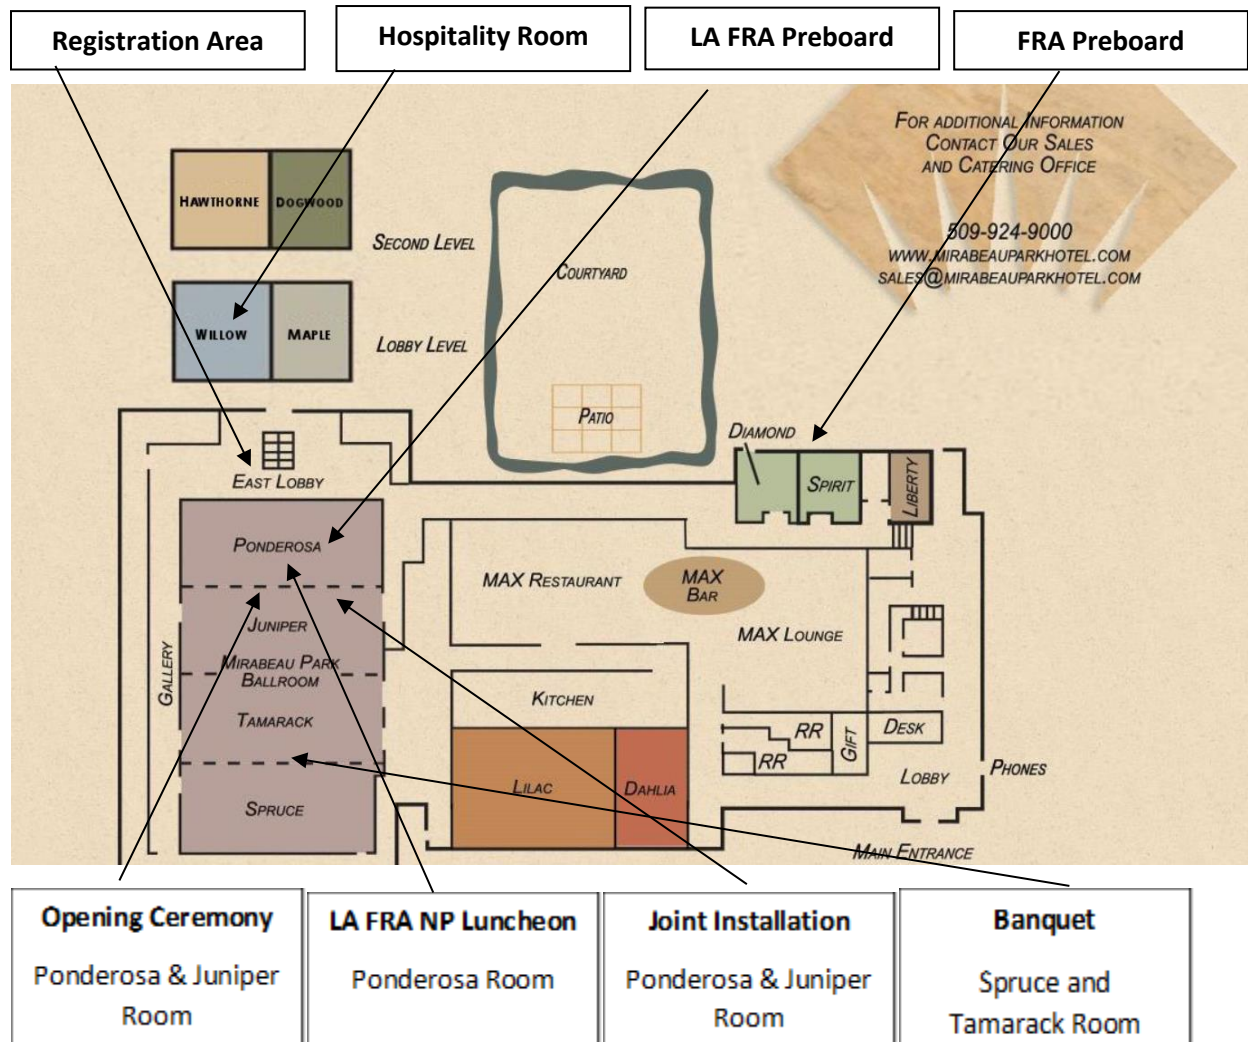 Registration Area
Hospitality Room
LA FRA Preboard
FRA Preboard
FOR ADDITIONAL INFORMATION
CONTACT OUR SALES
AND CATERING OFFICE
509-924-9000
WWW.MIRABEAUPARKHOTEL.COM
SALES@MIRABEAUPARKHOTEL.COM
HAWTHORNE
DOGWOOD
SECOND LEVEL
WILLOW
MAPLE
LOBBY LEVEL
COURTYARD
PATIO
DIAMOND
SPIRIT
LIBERTY
EAST LOBBY
PONDEROSA
JUNIPER
MIRABEAU PARK
BALLROOM
GALLERY
TAMARACK
SPRUCE
MAX RESTAURANT
MAX
BAR
MAX LOUNGE
KITCHEN
LILAC
DAHLIA
RR
RR
GIFT
DESK
LOBBY
PHONES
MAIN ENTRANCE
Opening Ceremony
Ponderosa & Juniper
Room
LA FRA NP Luncheon
Ponderosa Room
Joint Installation
Ponderosa & Juniper
Room
Banquet
Spruce and
Tamarack Room